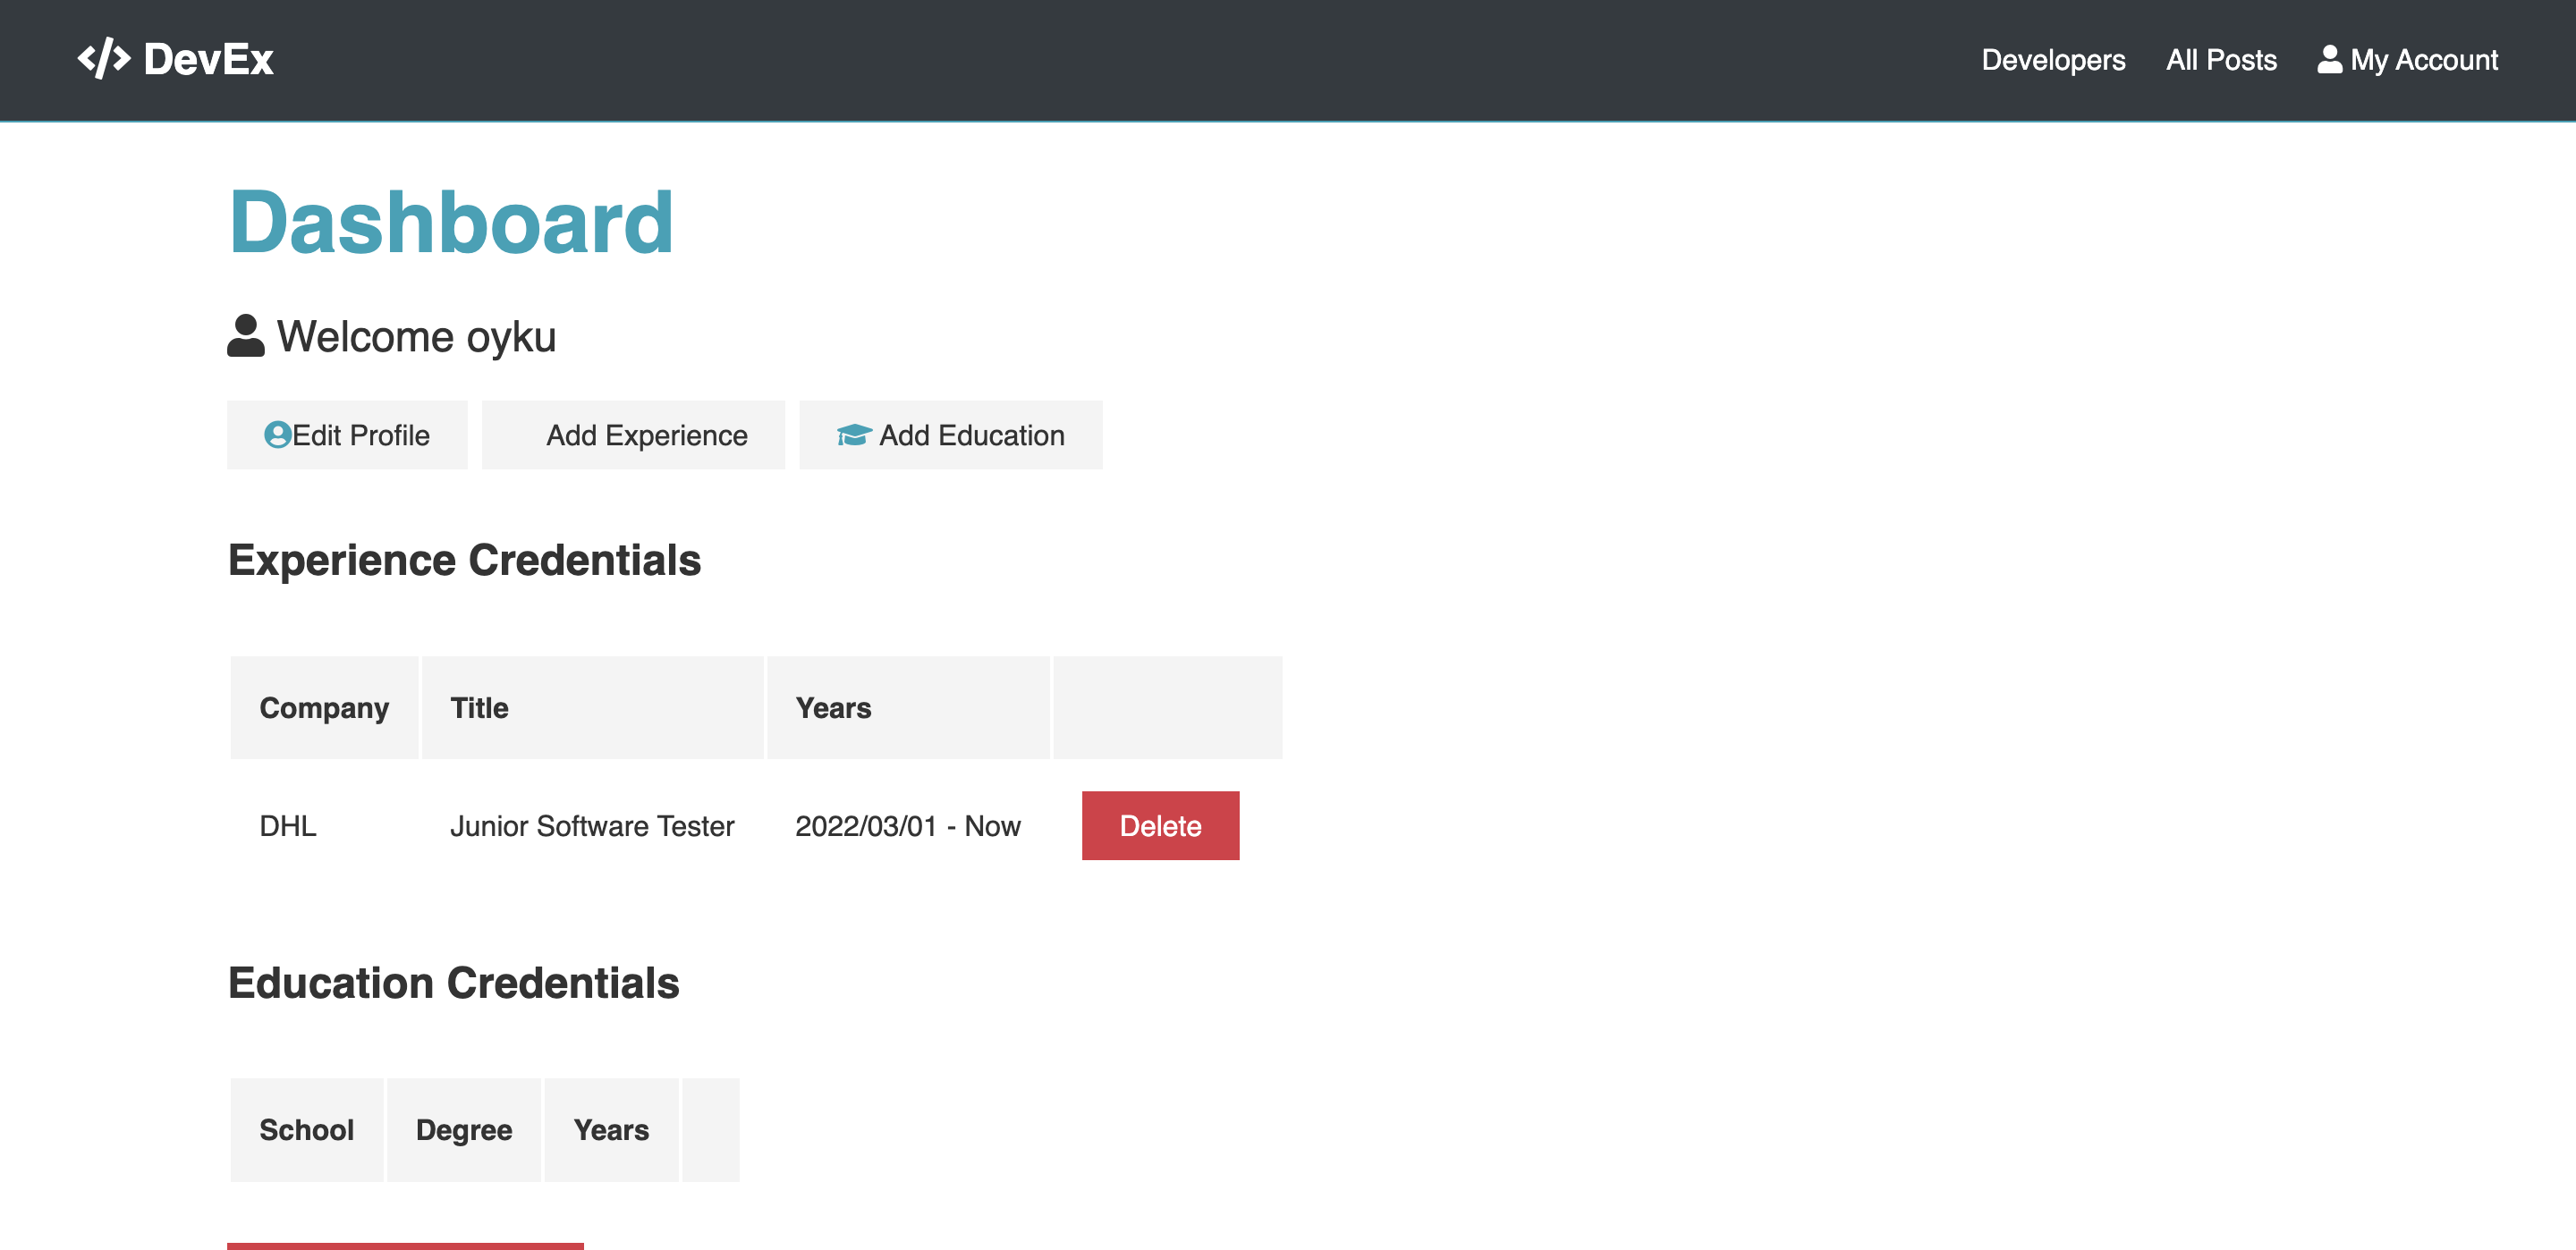 DevEx
Developers All Posts My Account
Dashboard
Welcome oyku
Edit Profile Add Experience Add Education
Experience Credentials
Company Title Years
DHL Junior Software Tester 2022/03/01 - Now Delete
Education Credentials
School Degree Years